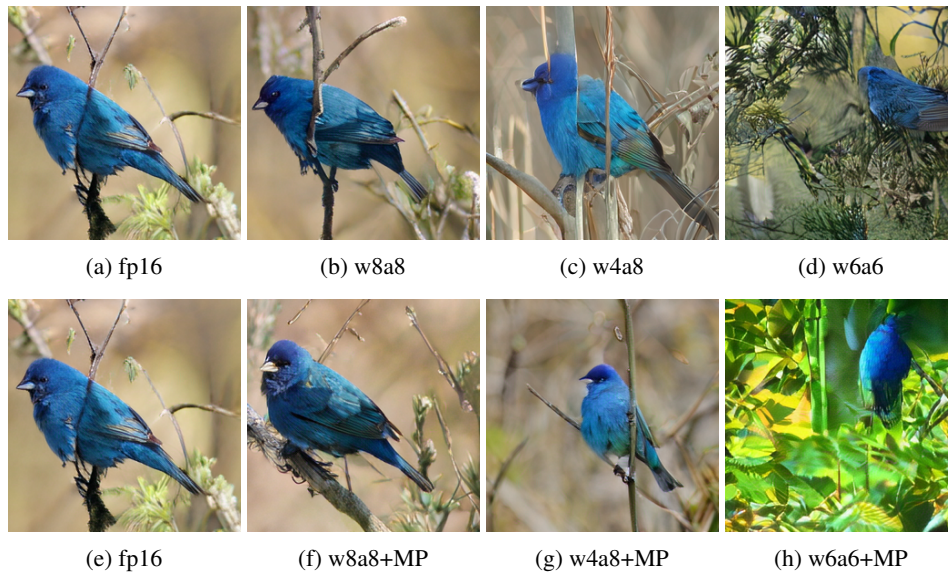 (a) fp16
(b) w8a8
(c) w4a8
(d) w6a6
(e) fp16
(f) w8a8+MP
(g) w4a8+MP
(h) w6a6+MP